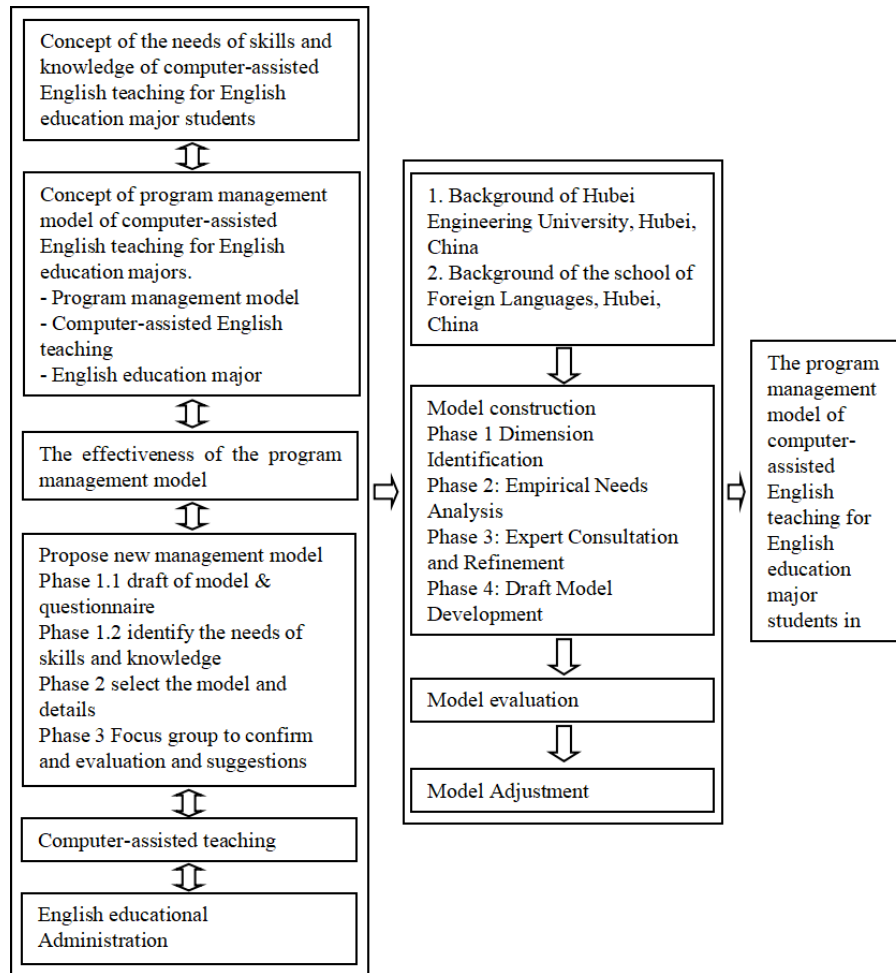 Concept of the needs of skills and
knowledge of computer-assisted
English teaching for English
education major students
Concept of program management
model of computer-assisted
English teaching for English
education majors.
- Program management model
- Computer-assisted English
teaching
- English education major
The effectiveness of the program
management model
Propose new management model
Phase 1.1 draft of model &
questionnaire
Phase 1.2 identify the needs of
skills and knowledge
Phase 2 select the model and
details
Phase 3 Focus group to confirm
and evaluation and suggestions
Computer-assisted teaching
English educational
Administration
1. Background of Hubei
Engineering University, Hubei,
China
2. Background of the school of
Foreign Languages, Hubei,
China
Model construction
Phase 1 Dimension
Identification
Phase 2: Empirical Needs
Analysis
Phase 3: Expert Consultation
and Refinement
Phase 4: Draft Model
Development
Model evaluation
Model Adjustment
The program
management
model of
computer-
assisted
English
teaching for
English
education
major
students in